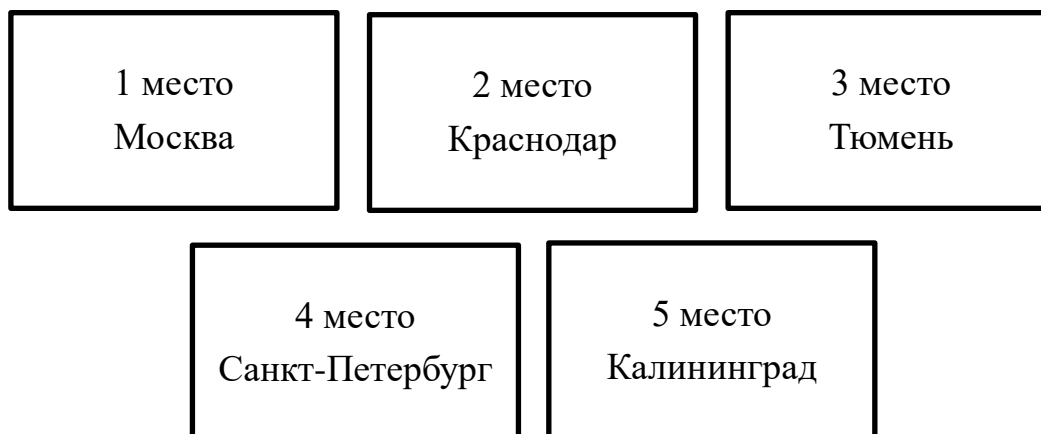 1 место
Москва
2 место
Краснодар
3 место
Тюмень
4 место
Санкт-Петербург
5 место
Калининград